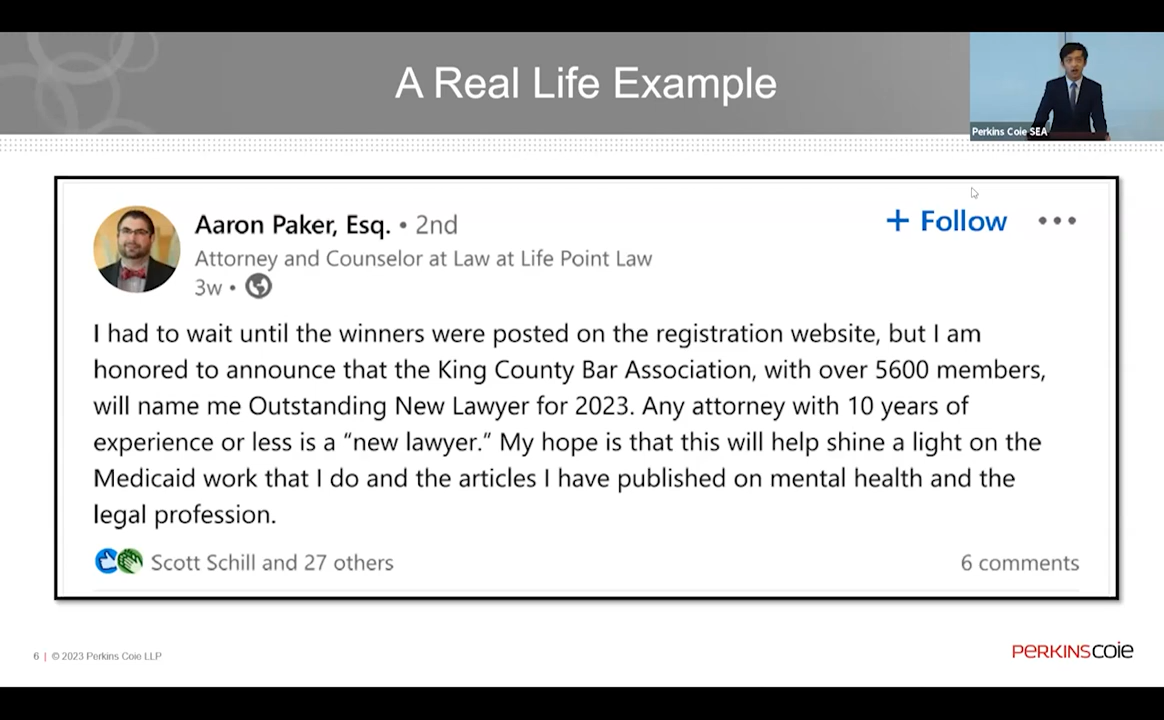 A Real Life Example
Perkins Coie SEA
Aaron Paker, Esq. • 2nd
+ Follow •••
Attorney and Counselor at Law at Life Point Law
3w •
I had to wait until the winners were posted on the registration website, but I am
honored to announce that the King County Bar Association, with over 5600 members,
will name me Outstanding New Lawyer for 2023. Any attorney with 10 years of
experience or less is a “new lawyer.” My hope is that this will help shine a light on the
Medicaid work that I do and the articles I have published on mental health and the
legal profession.
Scott Schill and 27 others
6 comments
6 | © 2023 Perkins Coie LLP
PERKINSCOIE